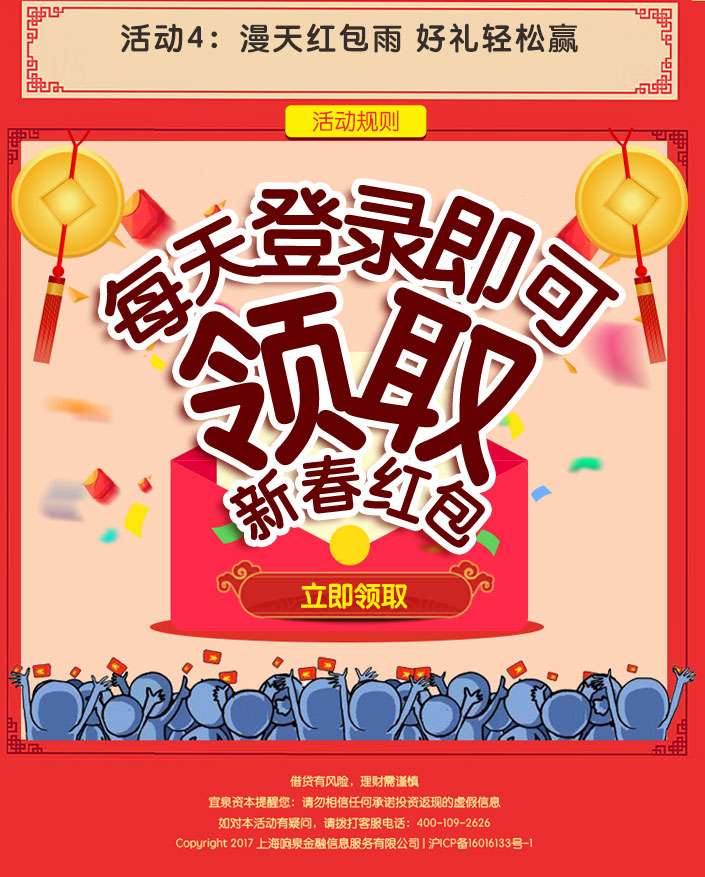 活动4：漫天红包雨 好礼轻松赢
活动规则
每天登录即可
领取
新春红包
立即领取
借贷有风险，理财需谨慎
宜泉资本提醒您：请勿相信任何承诺投资返现的虚假信息
如对本活动有疑问，请拨打客服电话：400-109-2626
Copyright 2017 上海响泉金融信息服务有限公司 | 沪ICP备16016133号-1